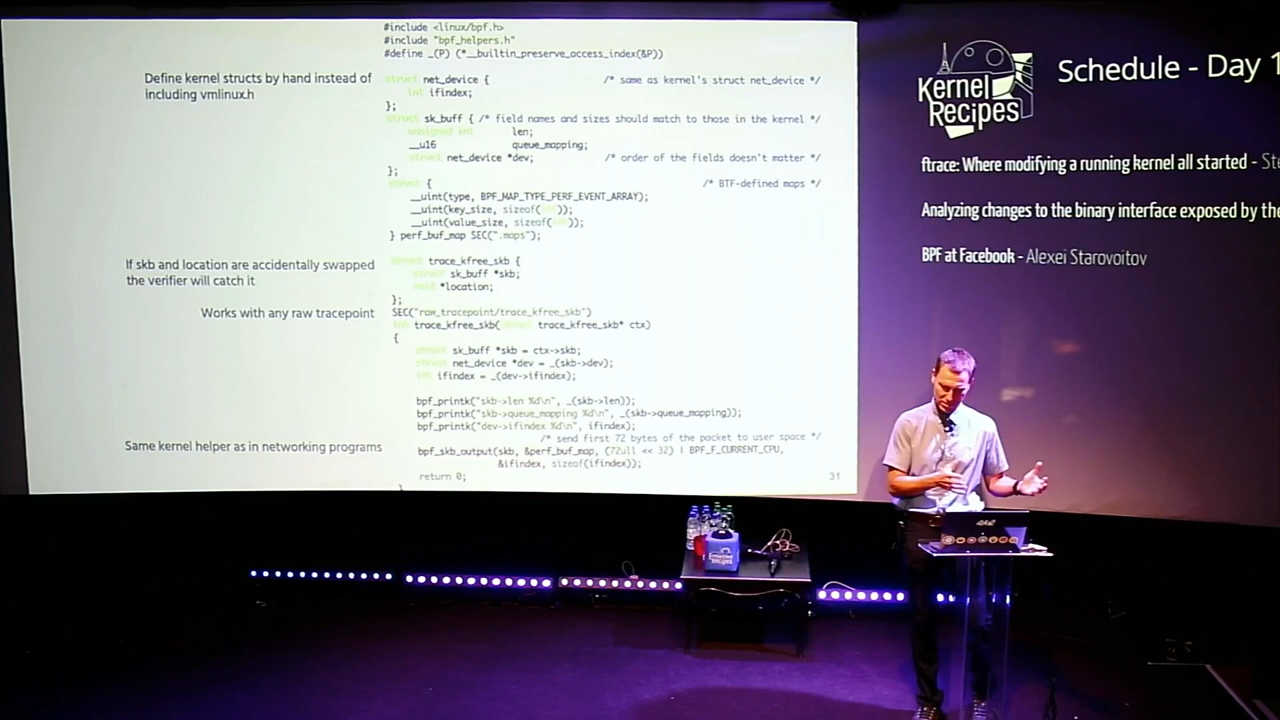 #include <linux/bpf.h>
#include "bpf_helpers.h"
#define _(P) (*__builtin_preserve_access_index(&P))
Define kernel structs by hand instead of
including vmlinux.h
struct net_device { /* same as kernel's struct net_device */
int ifindex;
};
struct sk_buff { /* field names and sizes should match to those in the kernel */
unsigned int len;
__u16 queue_mapping;
struct net_device *dev; /* order of the fields doesn't matter */
};
struct { /* BTF-defined maps */
__uint(type, BPF_MAP_TYPE_PERF_EVENT_ARRAY);
__uint(key_size, sizeof(int));
__uint(value_size, sizeof(int));
} perf_buf_map SEC(".maps");
If skb and location are accidentally swapped
the verifier will catch it
struct trace_kfree_skb {
struct sk_buff *skb;
void *location;
};
Works with any raw tracepoint
SEC("raw_tracepoint/trace_kfree_skb")
int trace_kfree_skb(struct trace_kfree_skb* ctx)
{
struct sk_buff *skb = ctx->skb;
struct net_device *dev = _(skb->dev);
int ifindex = _(dev->ifindex);
bpf_printk("skb->len %d\n", _(skb->len));
bpf_printk("skb->queue_mapping %d\n", _(skb->queue_mapping));
bpf_printk("dev->ifindex %d\n", ifindex);
/* send first 72 bytes of the packet to user space */
Same kernel helper as in networking programs
bpf_skb_output(skb, &perf_buf_map, (72ull << 32) | BPF_F_CURRENT_CPU,
&ifindex, sizeof(ifindex));
return 0;
31
Kernel
Recipes
Schedule - Day 1
ftrace: Where modifying a running kernel all started - Ste
Analyzing changes to the binary interface exposed by the
BPF at Facebook - Alexei Starovoitov